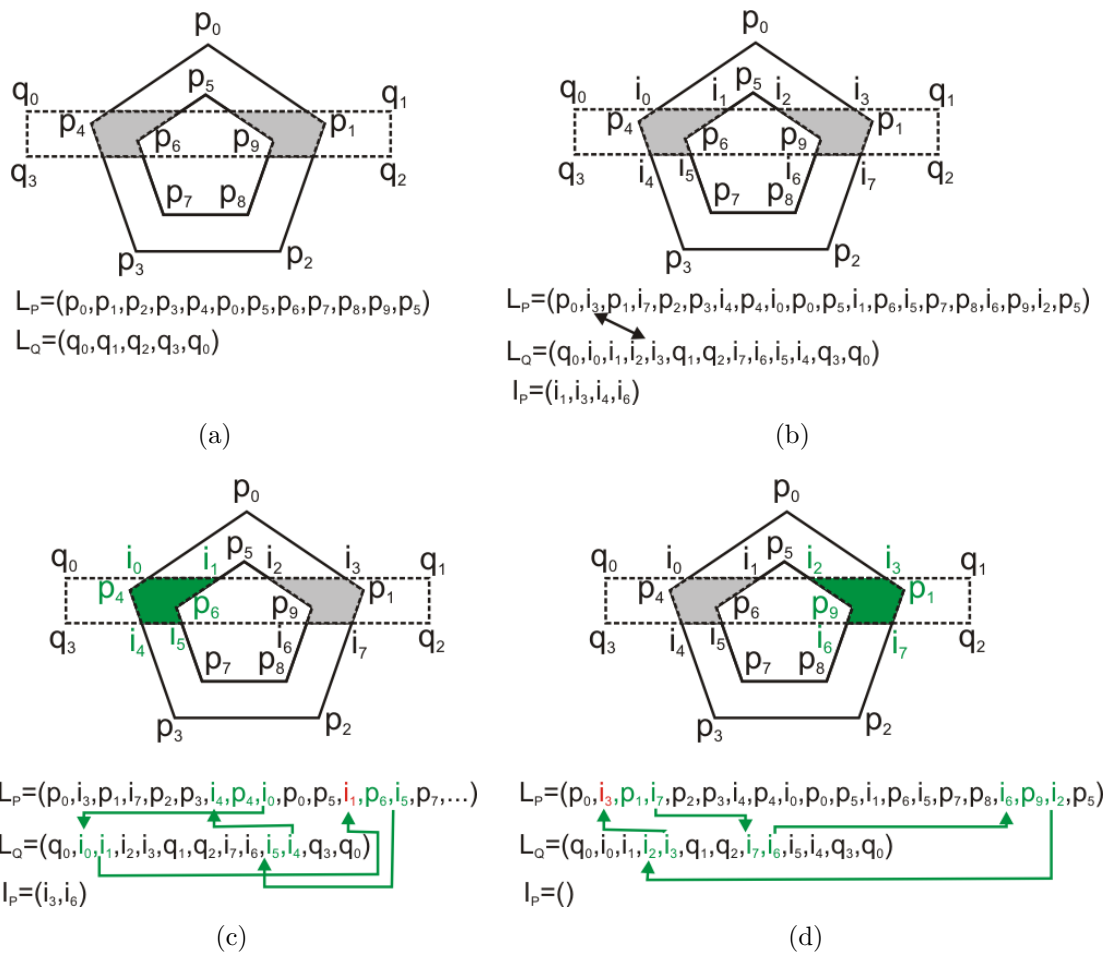 p₀
p₅
q₀ q₁
p₄ p₁
p₆ p₉
q₃ q₂
p₇ p₈
p₃ p₂
Lₚ=(p₀,p₁,p₂,p₃,p₄,p₀,p₅,p₆,p₇,p₈,p₉,p₅)
L_Q=(q₀,q₁,q₂,q₃,q₀)
(a)
p₀
p₅
q₀ i₀ i₁ i₂ i₃ q₁
p₄ p₁
p₆ p₉
q₃ i₄ i₅ i₆ i₇ q₂
p₇ p₈
p₃ p₂
Lₚ=(p₀,i₃,p₁,i₇,p₂,p₃,i₄,p₄,i₀,p₀,p₅,i₁,p₆,i₅,p₇,p₈,i₆,p₉,i₂,p₅)
L_Q=(q₀,i₀,i₁,i₂,i₃,q₁,q₂,i₇,i₆,i₅,i₄,q₃,q₀)
Iₚ=(i₁,i₃,i₄,i₆)
(b)
p₀
p₅
q₀ i₀ i₁ i₂ i₃ q₁
p₄ p₁
p₆ p₉
q₃ i₄ i₅ i₆ i₇ q₂
p₇ p₈
p₃ p₂
Lₚ=(p₀,i₃,p₁,i₇,p₂,p₃,i₄,p₄,i₀,p₀,p₅,i₁,p₆,i₅,p₇,...)
L_Q=(q₀,i₀,i₁,i₂,i₃,q₁,q₂,i₇,i₆,i₅,i₄,q₃,q₀)
Iₚ=(i₃,i₆)
(c)
p₀
p₅
q₀ i₀ i₁ i₂ i₃ q₁
p₄ p₁
p₆ p₉
q₃ i₄ i₅ i₆ i₇ q₂
p₇ p₈
p₃ p₂
Lₚ=(p₀,i₃,p₁,i₇,p₂,p₃,i₄,p₄,i₀,p₀,p₅,i₁,p₆,i₅,p₇,p₈,i₆,p₉,i₂,p₅)
L_Q=(q₀,i₀,i₁,i₂,i₃,q₁,q₂,i₇,i₆,i₅,i₄,q₃,q₀)
Iₚ=()
(d)